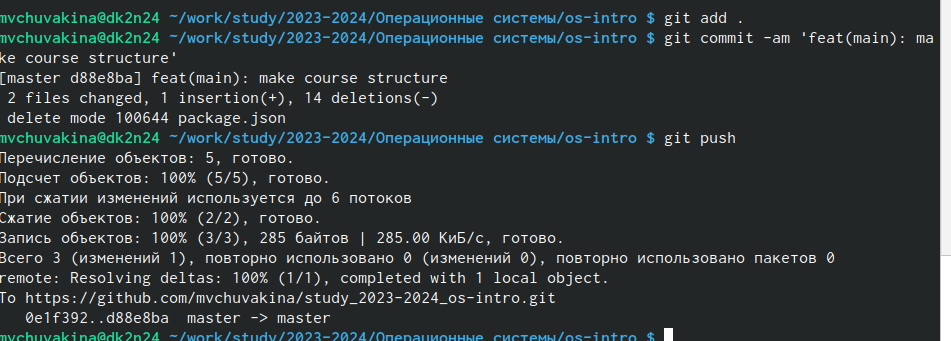 mvchuvakina@dk2n24 ~/work/study/2023-2024/Операционные системы/os-intro $ git add .
mvchuvakina@dk2n24 ~/work/study/2023-2024/Операционные системы/os-intro $ git commit -am 'feat(main): ma
ke course structure'
[master d88e8ba] feat(main): make course structure
 2 files changed, 1 insertion(+), 14 deletions(-)
 delete mode 100644 package.json
mvchuvakina@dk2n24 ~/work/study/2023-2024/Операционные системы/os-intro $ git push
Перечисление объектов: 5, готово.
Подсчет объектов: 100% (5/5), готово.
При сжатии изменений используется до 6 потоков
Сжатие объектов: 100% (2/2), готово.
Запись объектов: 100% (3/3), 285 байтов | 285.00 КиБ/с, готово.
Всего 3 (изменений 1), повторно использовано 0 (изменений 0), повторно использовано пакетов 0
remote: Resolving deltas: 100% (1/1), completed with 1 local object.
To https://github.com/mvchuvakina/study_2023-2024_os-intro.git
   0e1f392..d88e8ba  master -> master
mvchuvakina@dk2n24 ~/work/study/2023-2024/Операционные системы/os-intro $